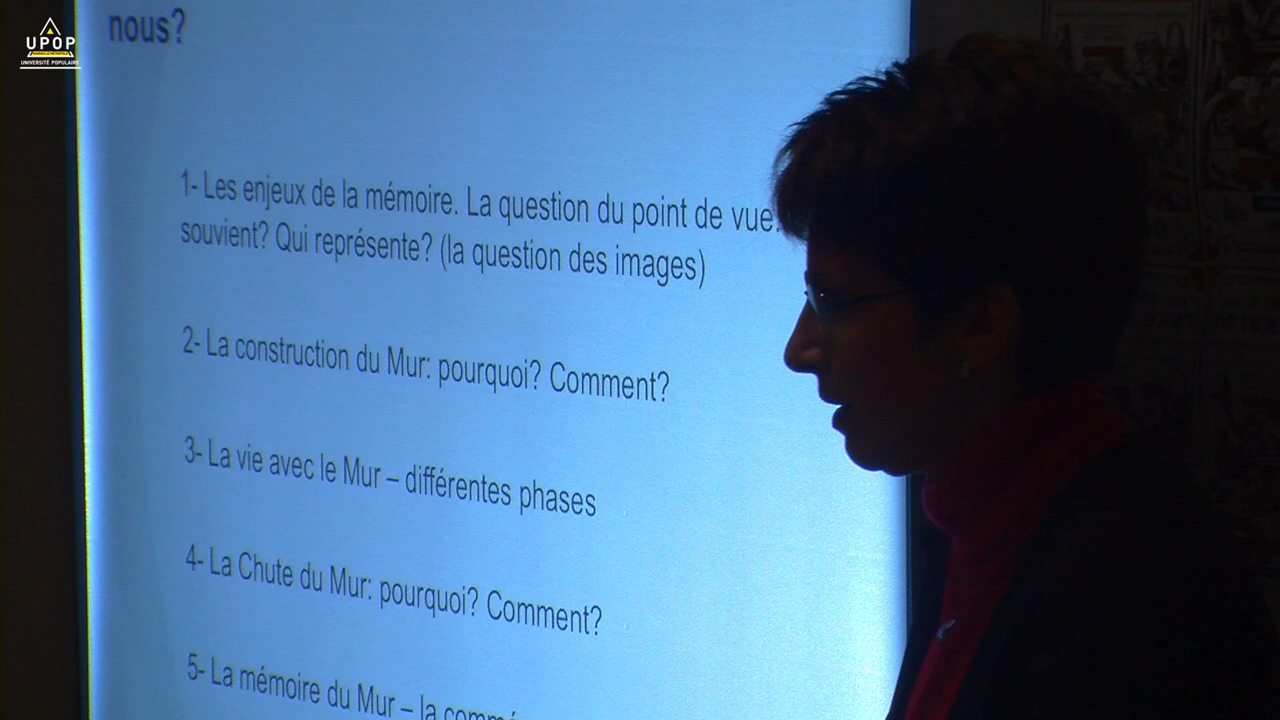 UPOP
UNIVERSITÉ POPULAIRE
nous?
1- Les enjeux de la mémoire. La question du point de vue.
souvient? Qui représente? (la question des images)
2- La construction du Mur: pourquoi? Comment?
3- La vie avec le Mur – différentes phases
4- La Chute du Mur: pourquoi? Comment?
5- La mémoire du Mur – la